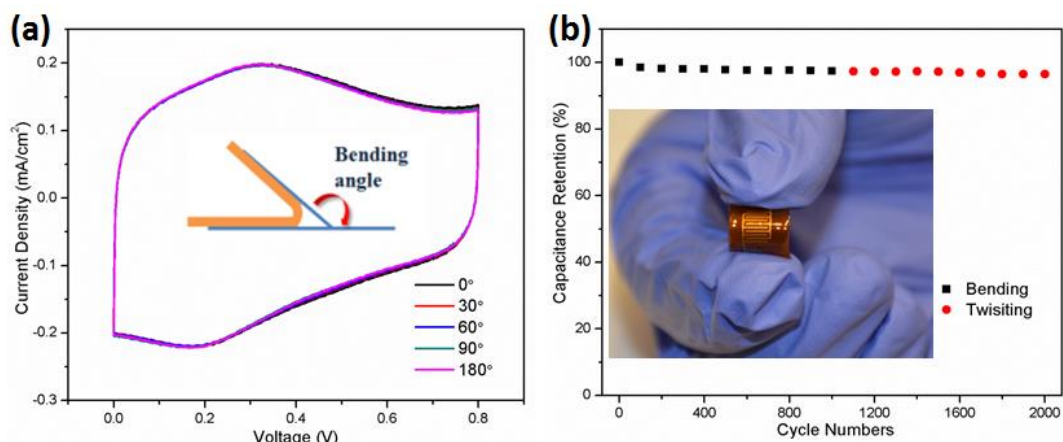 (a)
0.2
0.1
0.0
-0.1
-0.2
-0.3
Current Density (mA/cm²)
Bending
angle
0°
30°
60°
90°
180°
0.0 0.2 0.4 0.6 0.8
Voltage (V)
(b)
100
80
60
40
20
0
Capacitance Retention (%)
Bending
Twisiting
0 400 800 1200 1600 2000
Cycle Numbers